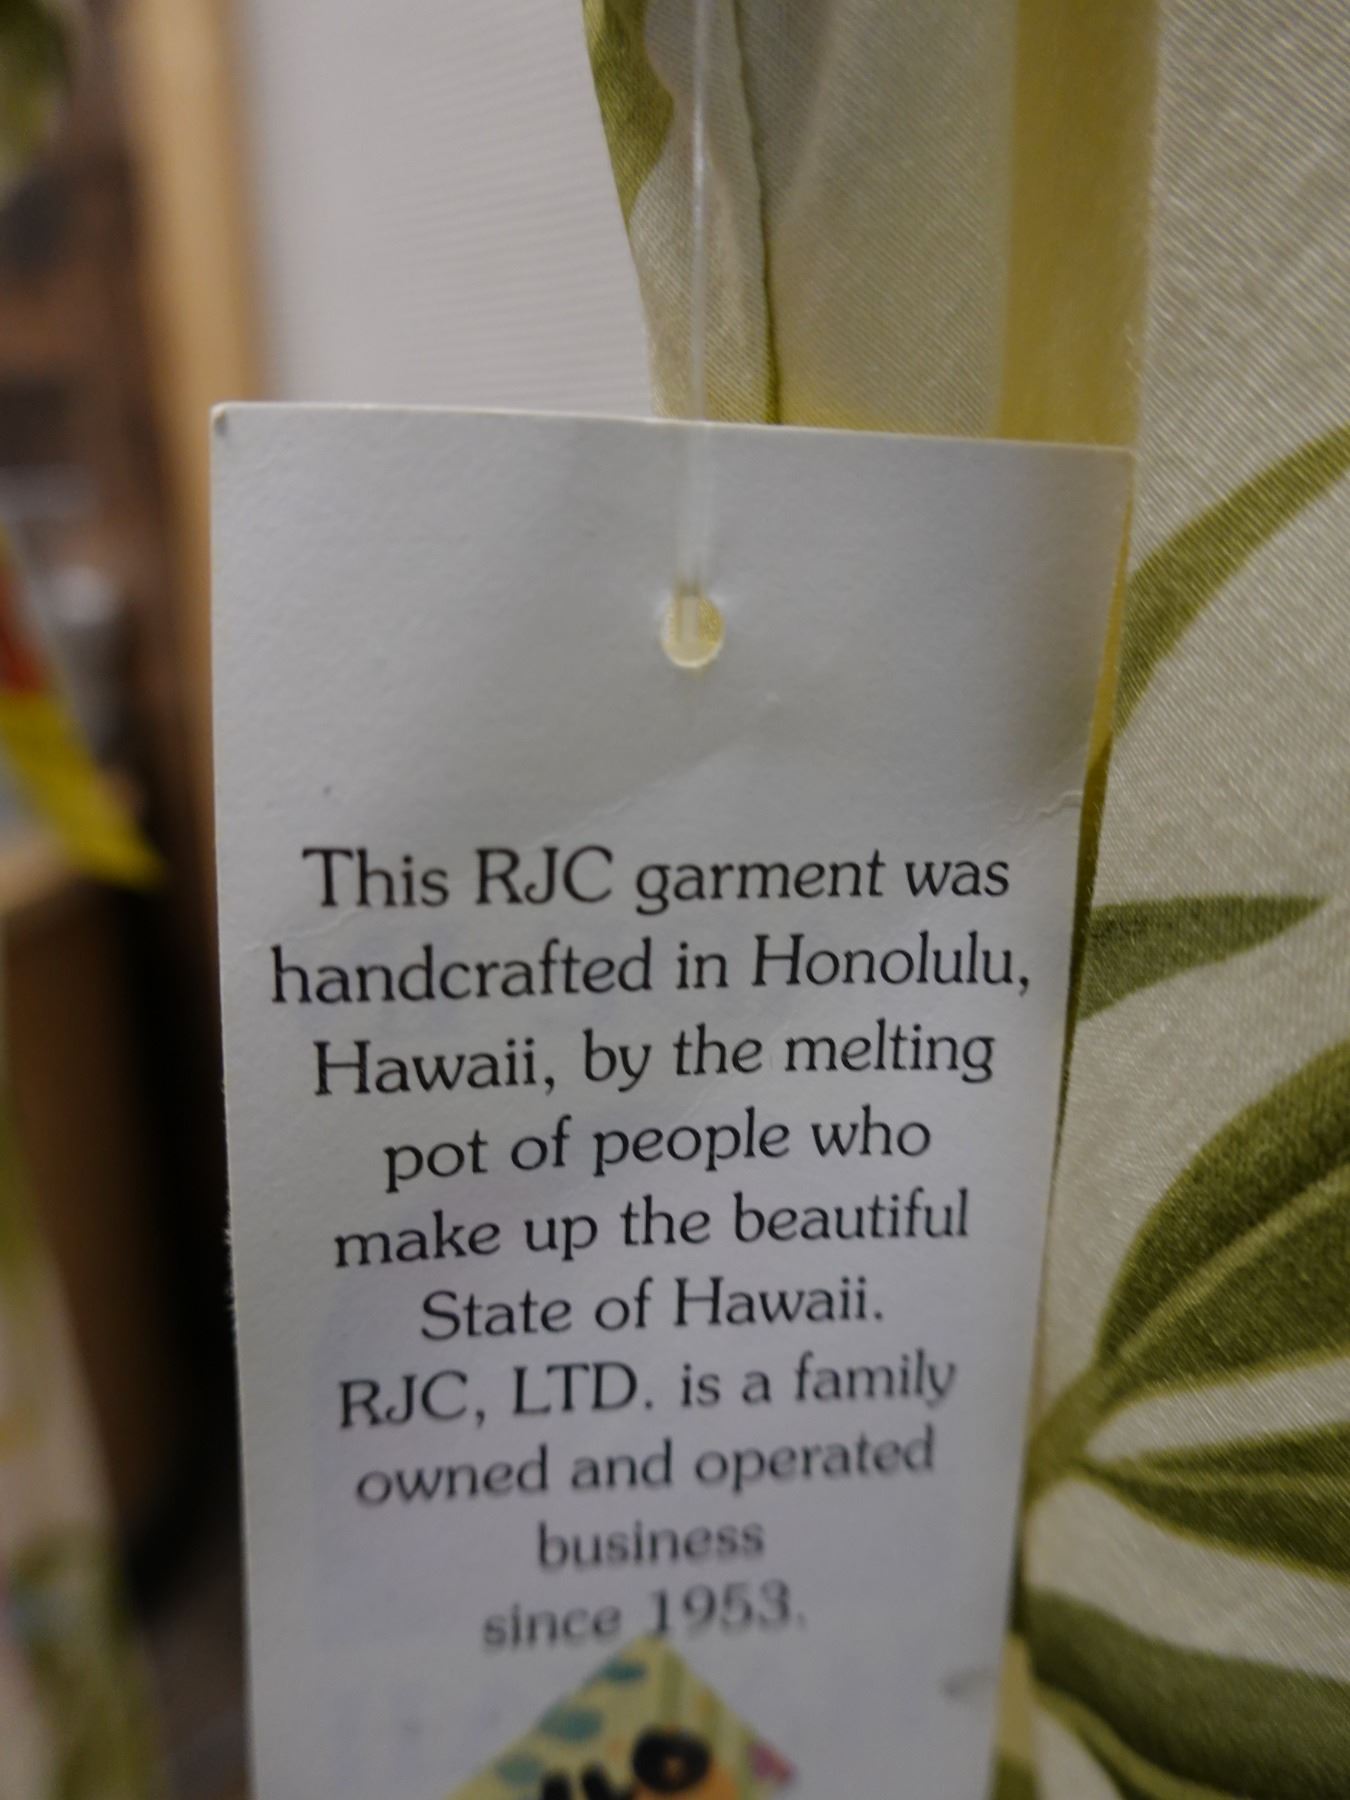 This RJC garment was
handcrafted in Honolulu,
Hawaii, by the melting
pot of people who
make up the beautiful
State of Hawaii.
RJC, LTD. is a family
owned and operated
business
since 1953.